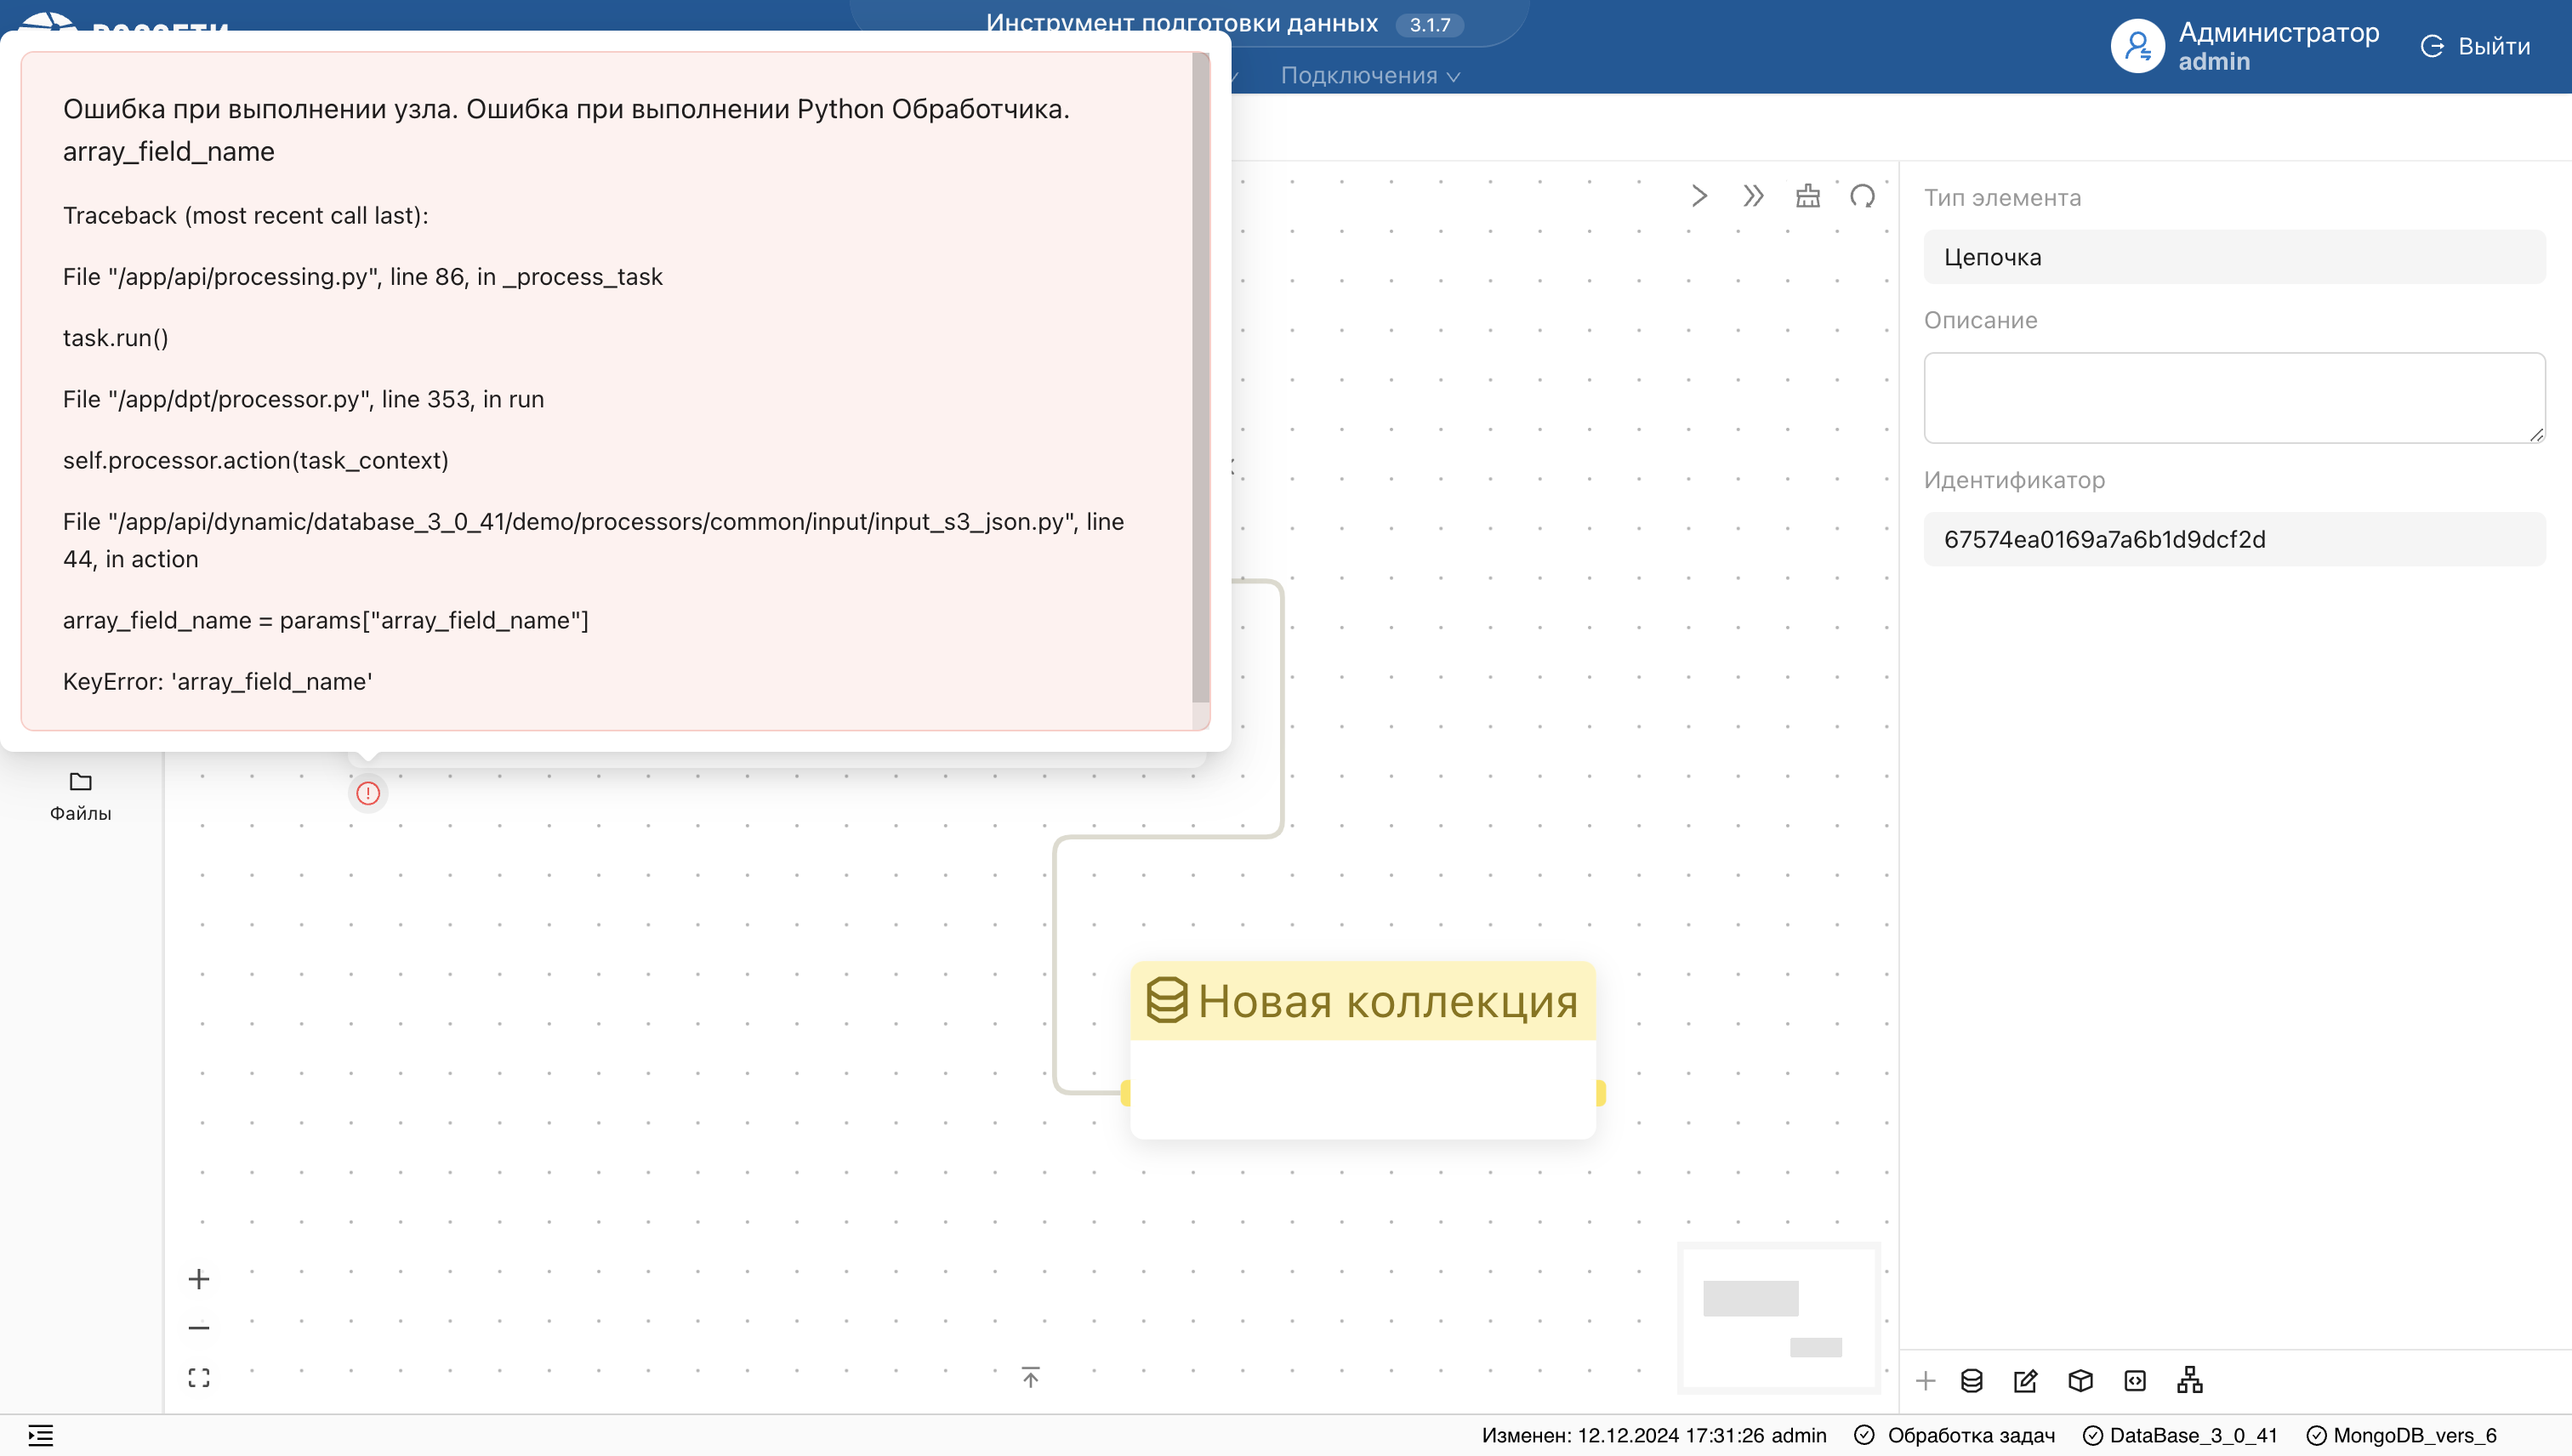 Инструмент подготовки данных 3.1.7
Администратор
admin
Выйти
Подключения
Ошибка при выполнении узла. Ошибка при выполнении Python Обработчика.
array_field_name
Traceback (most recent call last):
File "/app/api/processing.py", line 86, in _process_task
task.run()
File "/app/dpt/processor.py", line 353, in run
self.processor.action(task_context)
File "/app/api/dynamic/database_3_0_41/demo/processors/common/input/input_s3_json.py", line
44, in action
array_field_name = params["array_field_name"]
KeyError: 'array_field_name'
Файлы
Новая коллекция
Тип элемента
Цепочка
Описание
Идентификатор
67574ea0169a7a6b1d9dcf2d
Изменен: 12.12.2024 17:31:26 admin Обработка задач DataBase_3_0_41 MongoDB_vers_6